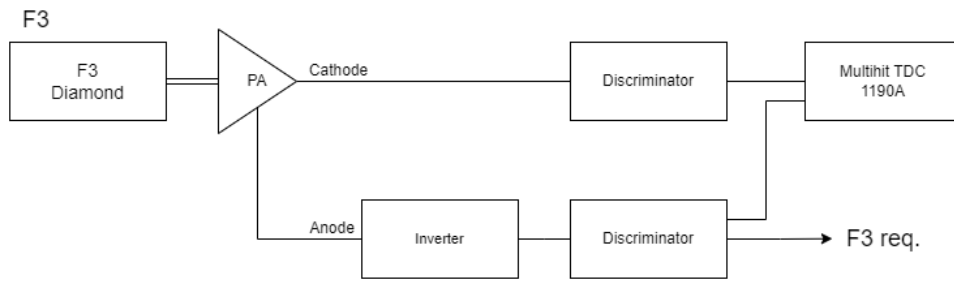 F3
F3
Diamond
PA
Cathode
Discriminator
Multihit TDC
1190A
Anode
Inverter
Discriminator
F3 req.